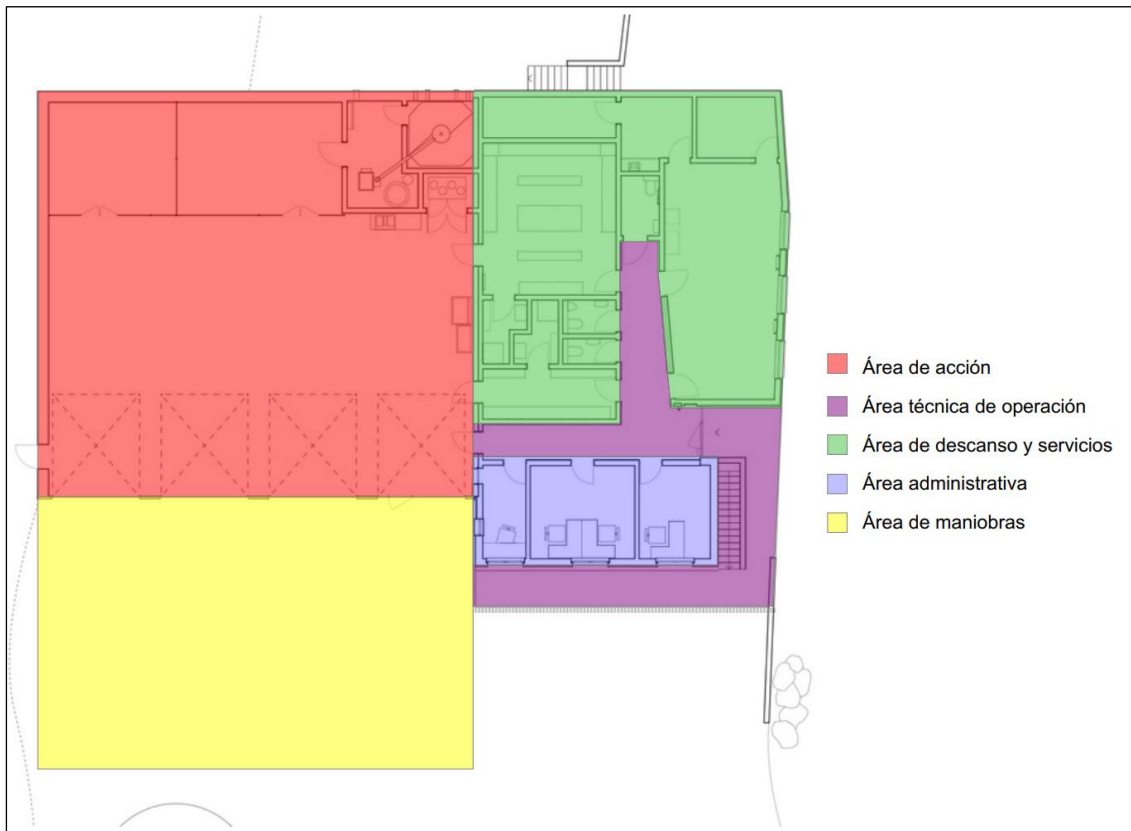 Área de acción
Área técnica de operación
Área de descanso y servicios
Área administrativa
Área de maniobras